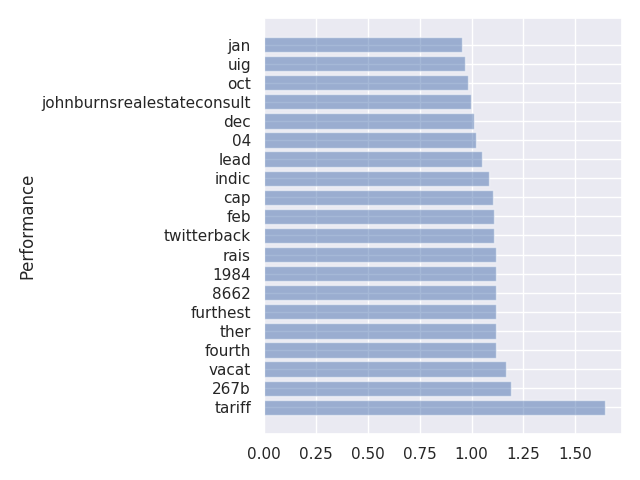 jan
uig
oct
johnburnsrealestateconsult
dec
04
lead
indic
cap
feb
twitterback
rais
1984
8662
furthest
ther
fourth
vacat
267b
tariff
Performance
0.00 0.25 0.50 0.75 1.00 1.25 1.50